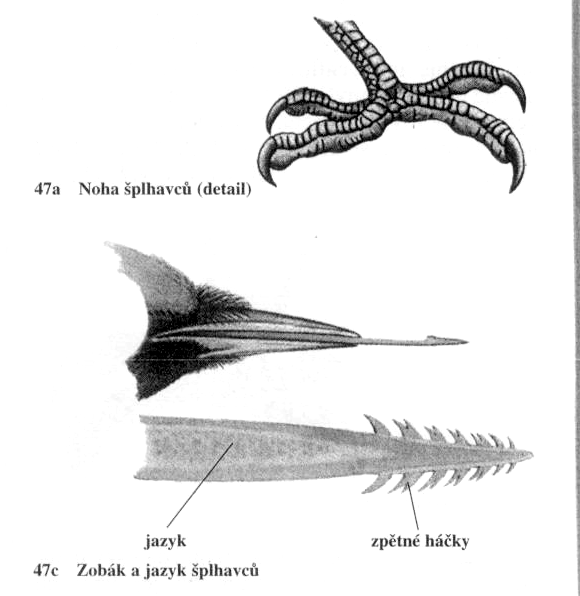 47a Noha šplhavců (detail)
jazyk
zpětné háčky
47c Zobák a jazyk šplhavců